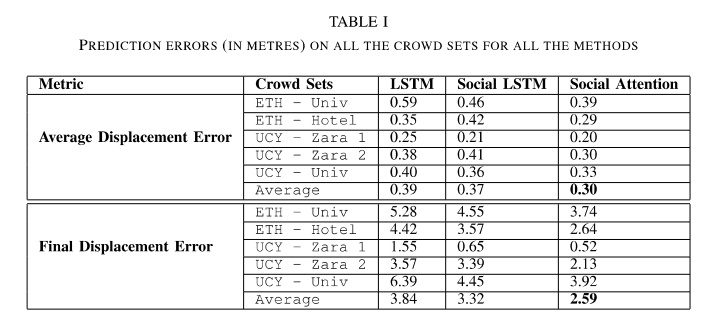 TABLE I
PREDICTION ERRORS (IN METRES) ON ALL THE CROWD SETS FOR ALL THE METHODS
Metric Crowd Sets LSTM Social LSTM Social Attention
ETH - Univ 0.59 0.46 0.39
ETH - Hotel 0.35 0.42 0.29
Average Displacement Error UCY - Zara 1 0.25 0.21 0.20
UCY - Zara 2 0.38 0.41 0.30
UCY - Univ 0.40 0.36 0.33
Average 0.39 0.37 0.30
ETH - Univ 5.28 4.55 3.74
ETH - Hotel 4.42 3.57 2.64
Final Displacement Error UCY - Zara 1 1.55 0.65 0.52
UCY - Zara 2 3.57 3.39 2.13
UCY - Univ 6.39 4.45 3.92
Average 3.84 3.32 2.59